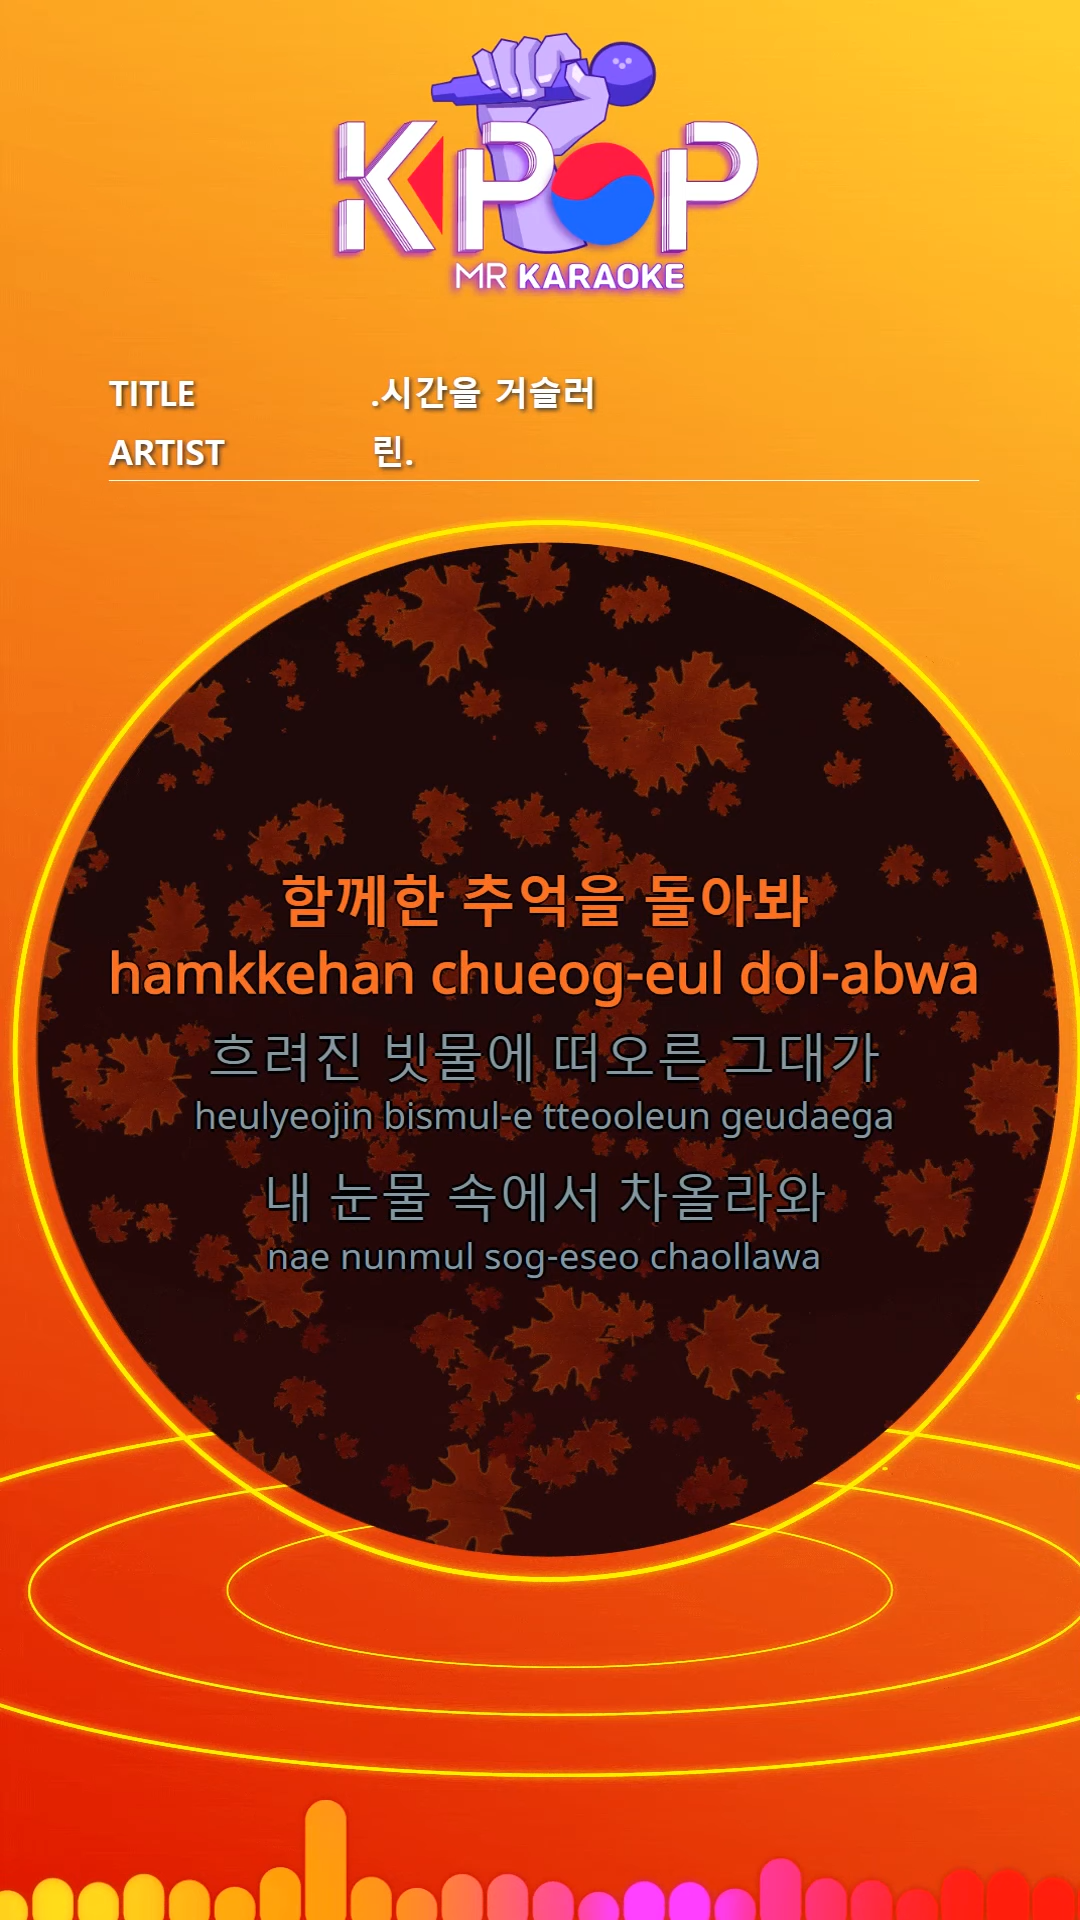 KPOP
MR KARAOKE
TITLE .시간을 거슬러
ARTIST 린.
함께한 추억을 돌아봐
hamkkehan chueog-eul dol-abwa
흐려진 빗물에 떠오른 그대가
heulyeojin bismul-e tteooleun geudaega
내 눈물 속에서 차올라와
nae nunmul sog-eseo chaollawa